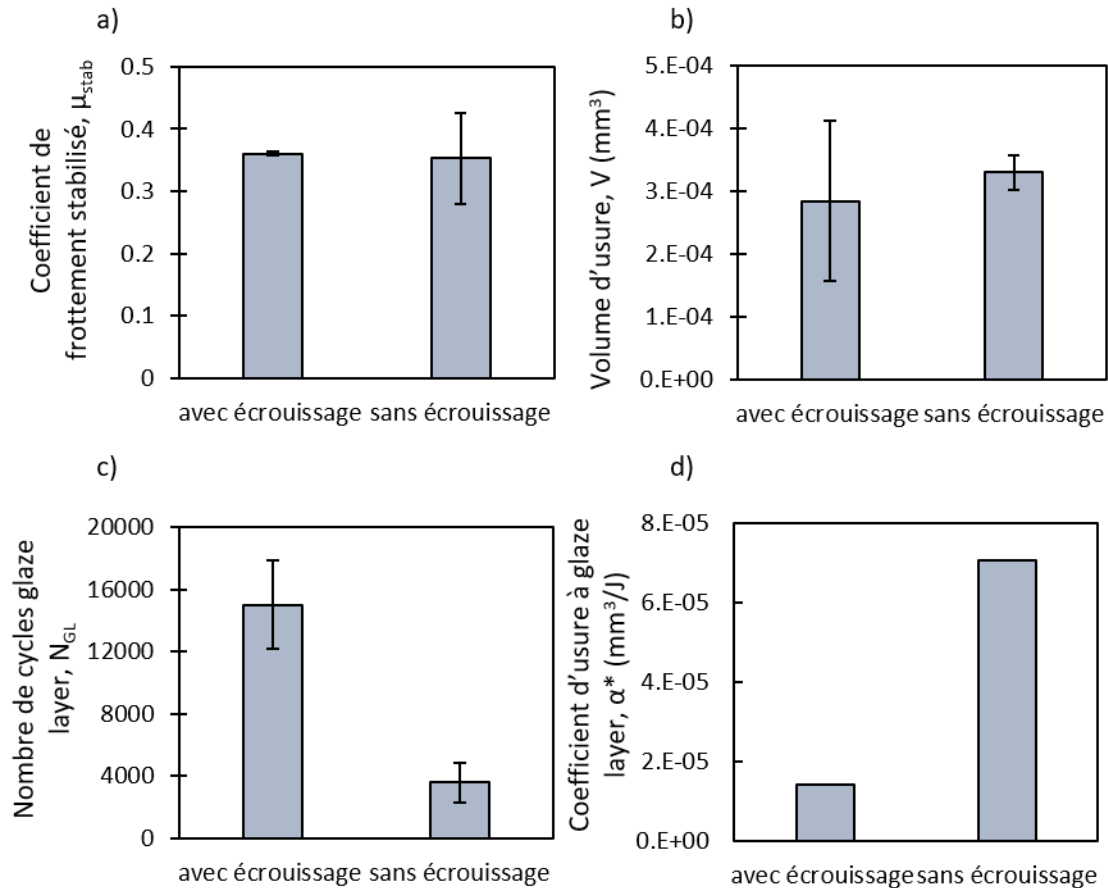 a)
Coefficient de
frottement stabilisé, μstab
0.5
0.4
0.3
0.2
0.1
0
avec écrouissage
sans écrouissage
b)
Volume d’usure, V (mm³)
5.E-04
4.E-04
3.E-04
2.E-04
1.E-04
0.E+00
avec écrouissage
sans écrouissage
c)
Nombre de cycles glaze
layer, NGL
20000
16000
12000
8000
4000
0
avec écrouissage
sans écrouissage
d)
Coefficient d’usure à glaze
layer, α* (mm³/J)
8.E-05
6.E-05
4.E-05
2.E-05
0.E+00
avec écrouissage
sans écrouissage